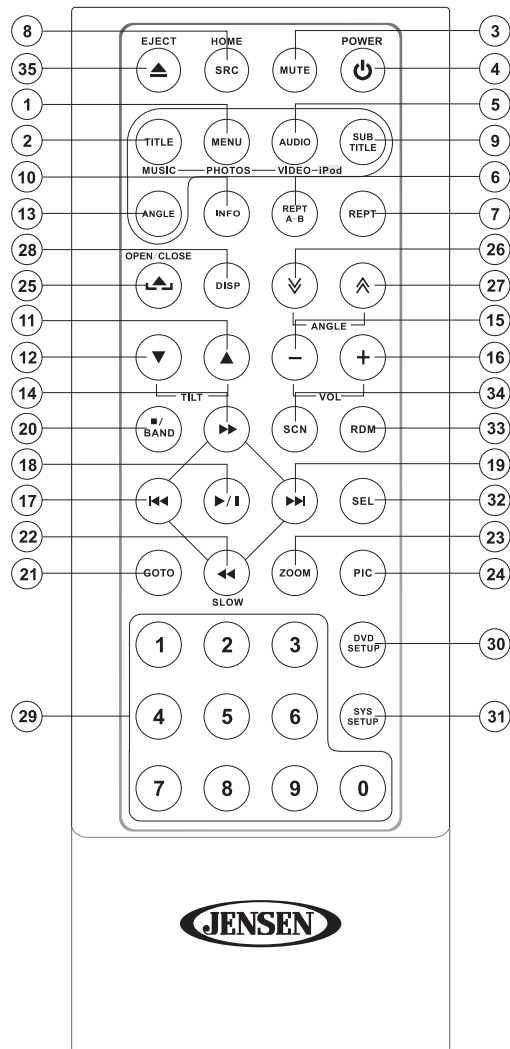 EJECT HOME POWER
8 3
35 SRC MUTE 4
1 5
2 TITLE MENU AUDIO SUB TITLE 9
MUSIC PHOTOS VIDEO iPod
10 6
13 ANGLE INFO REPT A-B REPT 7
28 26
OPEN/CLOSE
25 DISP 27
11 ANGLE 15
12 − + 16
14 TILT VOL 34
20 ■/BAND SCN RDM 33
18 19
17 ▶/❙ SEL 32
22 23
21 GOTO ZOOM PIC 24
SLOW
1 2 3 DVD SETUP 30
29 4 5 6 SYS SETUP 31
7 8 9 0
JENSEN